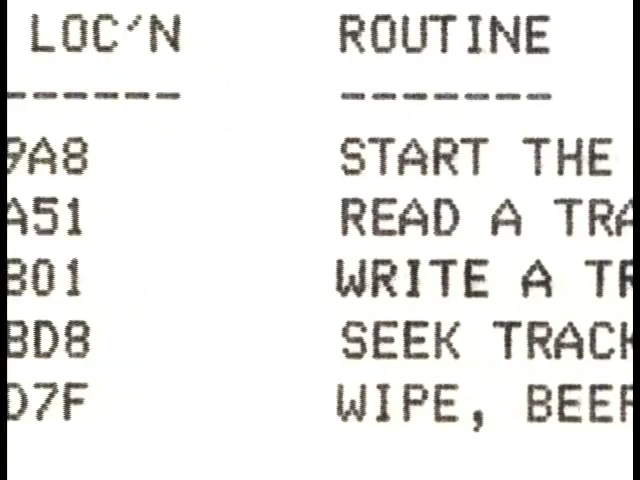 LOC'N ROUTINE
------ -------
9A8 START THE
A51 READ A TRA
B01 WRITE A TR
BD8 SEEK TRACK
D7F WIPE, BEEP